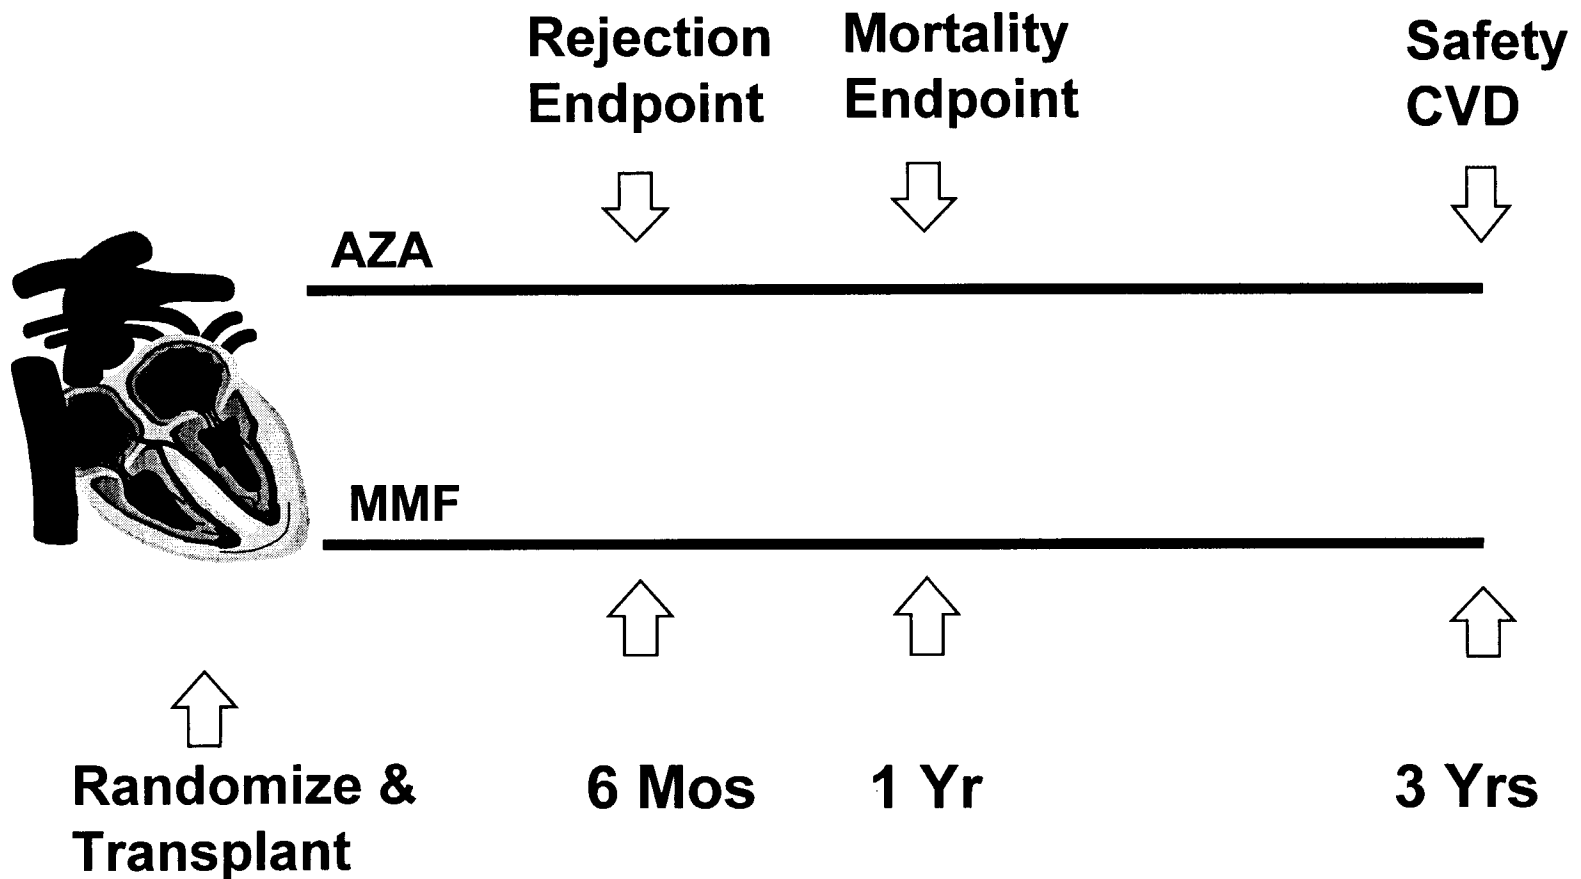 Rejection
Endpoint
Mortality
Endpoint
Safety
CVD
AZA
MMF
Randomize &
Transplant
6 Mos
1 Yr
3 Yrs